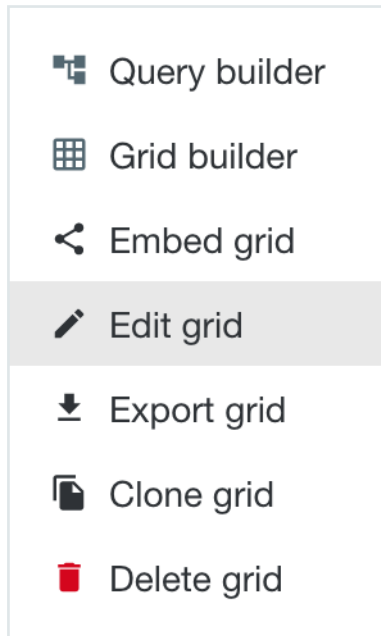 Query builder
Grid builder
Embed grid
Edit grid
Export grid
Clone grid
Delete grid